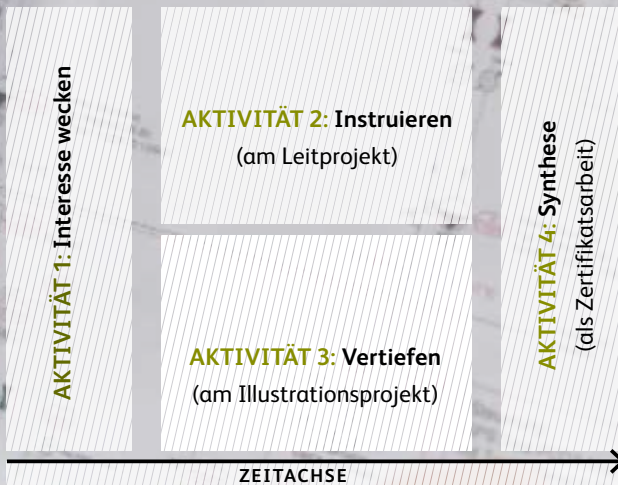 AKTIVITÄT 1: Interesse wecken
AKTIVITÄT 2: Instruieren
(am Leitprojekt)
AKTIVITÄT 3: Vertiefen
(am Illustrationsprojekt)
AKTIVITÄT 4: Synthese
(als Zertifikatsarbeit)
ZEITACHSE